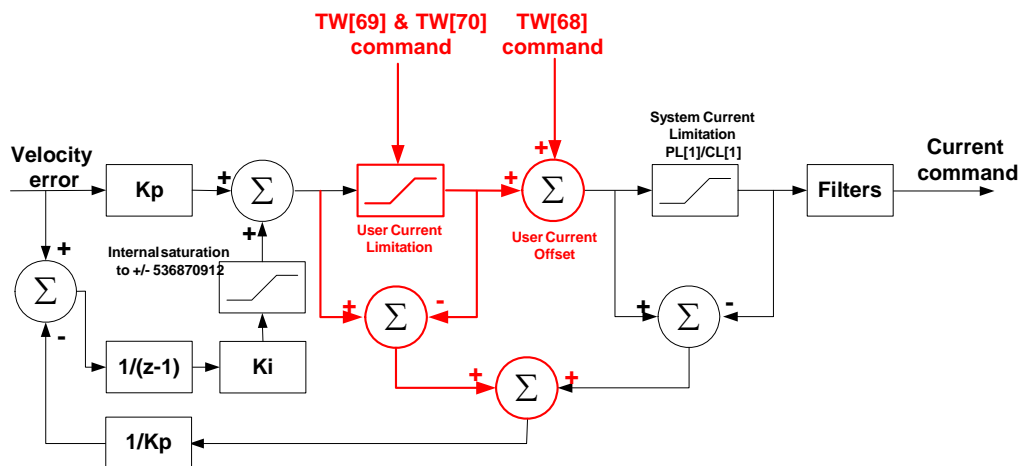 TW[69] & TW[70]
command
TW[68]
command
System Current
Limitation
PL[1]/CL[1]
Velocity
error
Current
command
Kp
+
+
Σ
+
+
Σ
Filters
User Current
Limitation
User Current
Offset
Internal saturation
to +/- 536870912
+
Σ
-
+
Σ
-
+
Σ
-
1/(z-1)
Ki
+
Σ
+
1/Kp